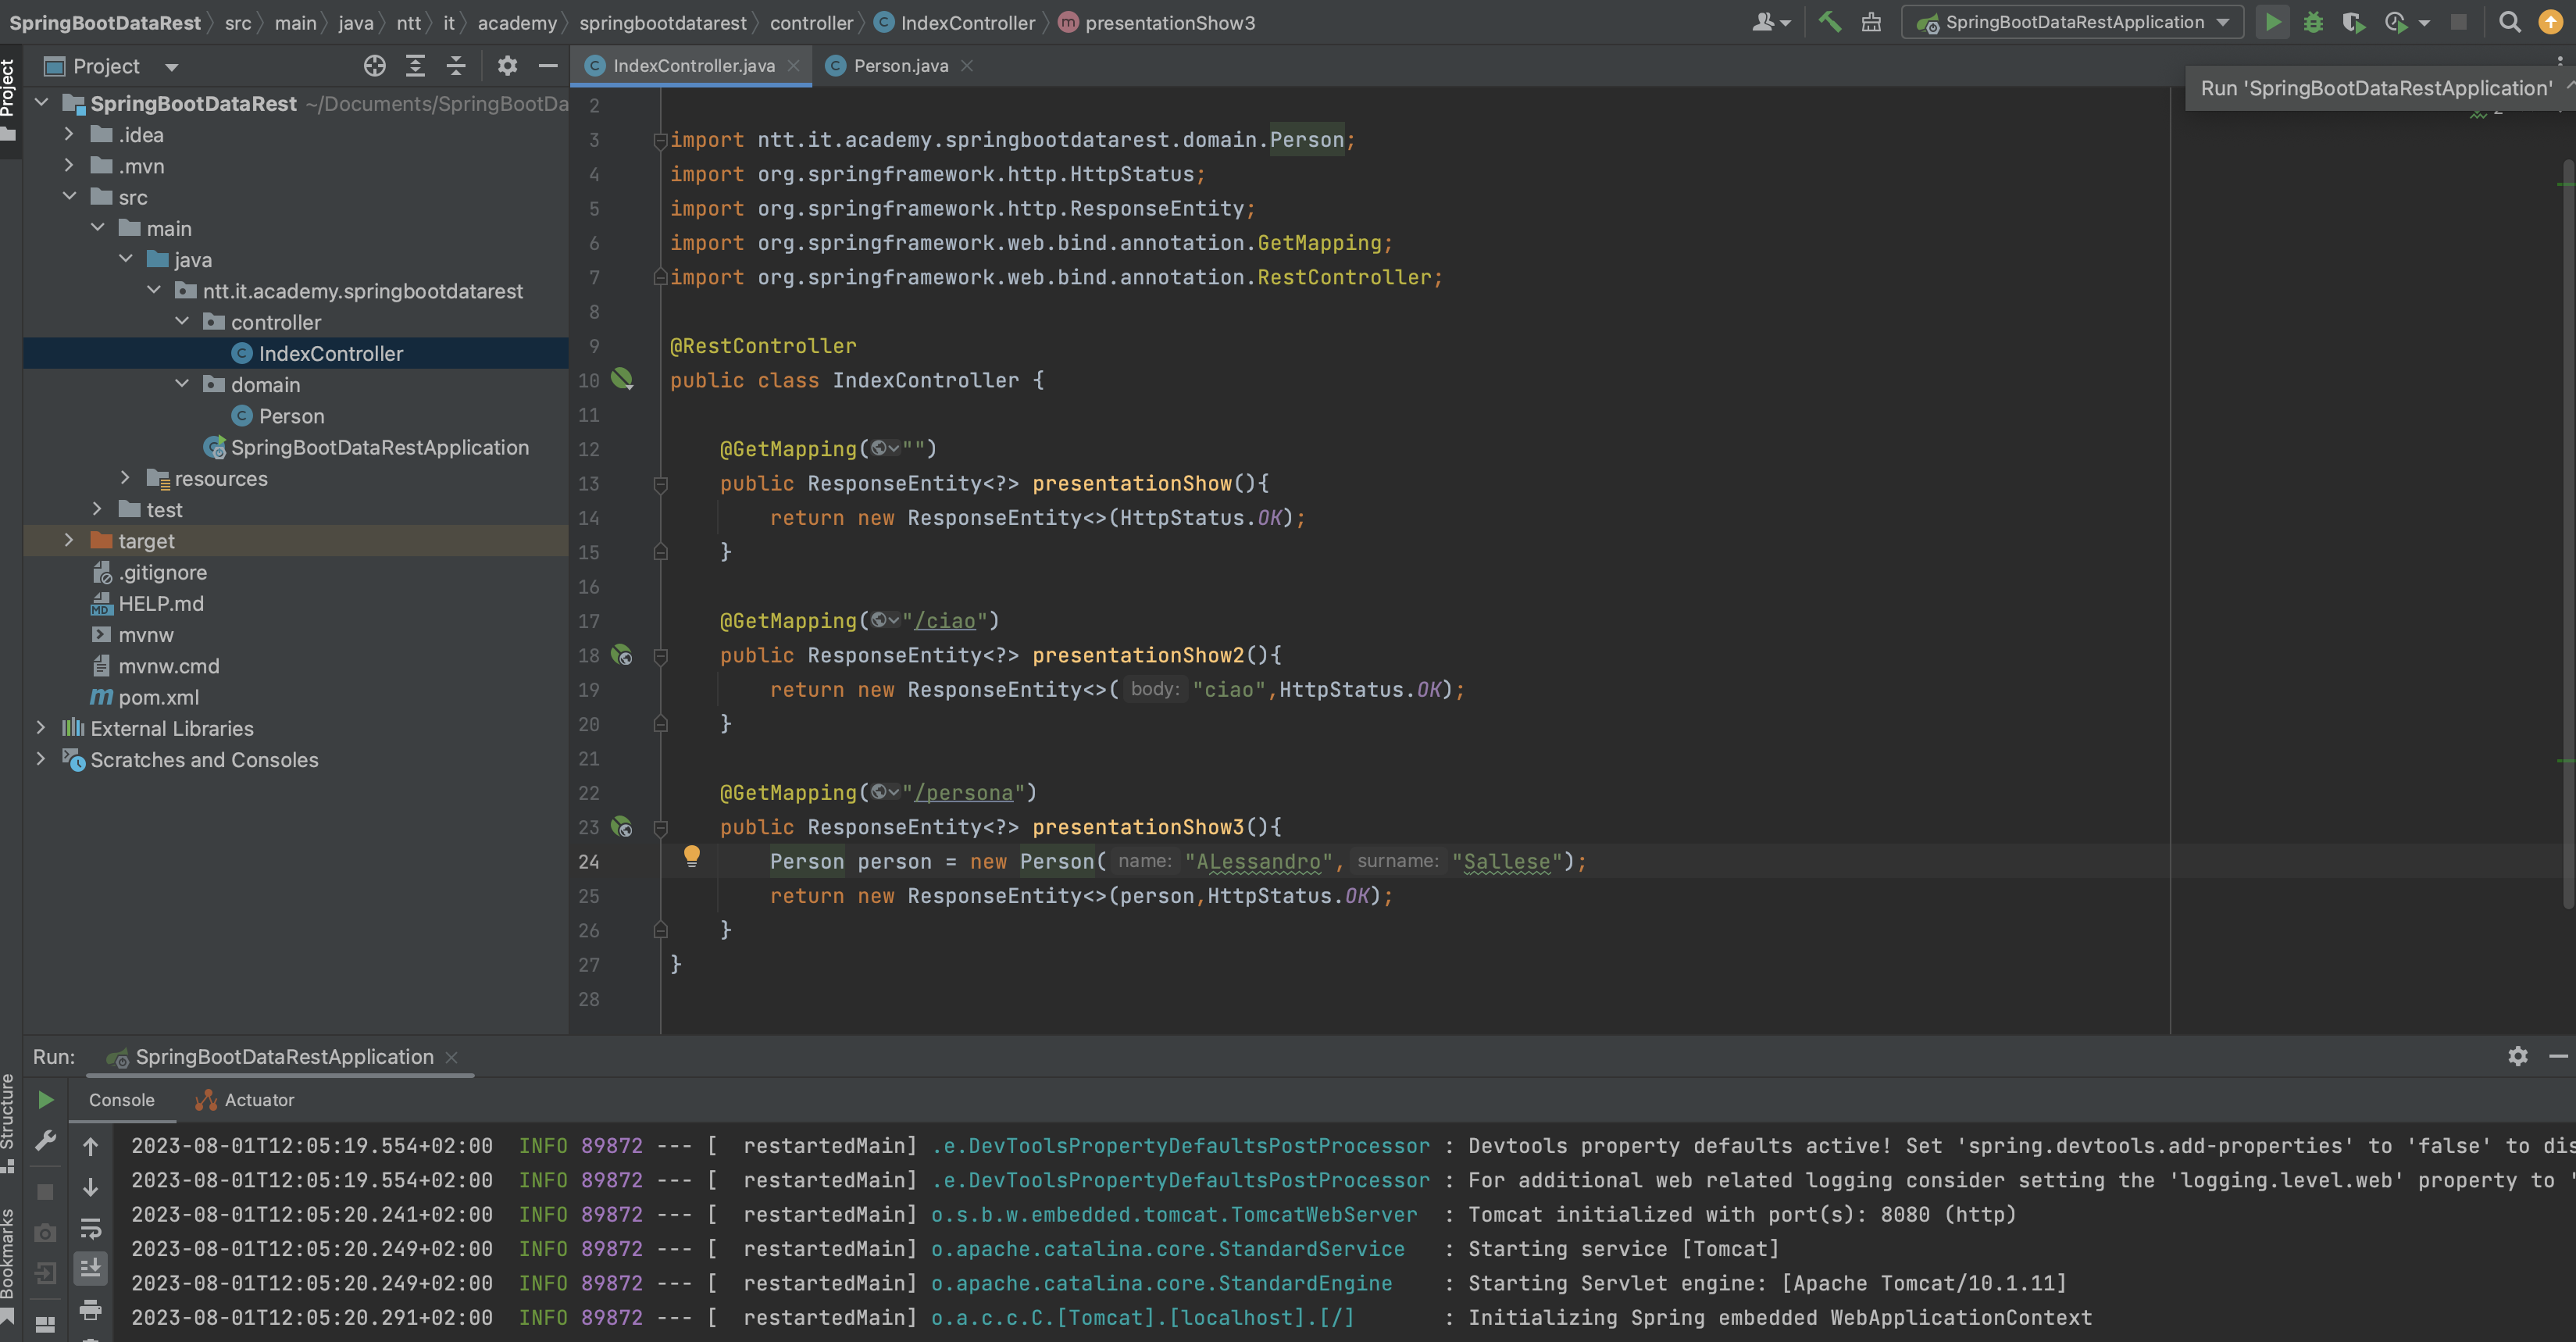 SpringBootDataRest src main java ntt it academy springbootdatarest controller IndexController presentationShow3 SpringBootDataRestApplication
Project
Project
IndexController.java
Person.java
Run 'SpringBootDataRestApplication'
SpringBootDataRest ~/Documents/SpringBootDa
.idea
.mvn
src
main
java
ntt.it.academy.springbootdatarest
controller
IndexController
domain
Person
SpringBootDataRestApplication
resources
test
target
.gitignore
HELP.md
mvnw
mvnw.cmd
pom.xml
External Libraries
Scratches and Consoles
2
3 import ntt.it.academy.springbootdatarest.domain.Person;
4 import org.springframework.http.HttpStatus;
5 import org.springframework.http.ResponseEntity;
6 import org.springframework.web.bind.annotation.GetMapping;
7 import org.springframework.web.bind.annotation.RestController;
8
9 @RestController
10 public class IndexController {
11
12 @GetMapping("")
13 public ResponseEntity<?> presentationShow(){
14 return new ResponseEntity<>(HttpStatus.OK);
15 }
16
17 @GetMapping("/ciao")
18 public ResponseEntity<?> presentationShow2(){
19 return new ResponseEntity<>( body: "ciao",HttpStatus.OK);
20 }
21
22 @GetMapping("/persona")
23 public ResponseEntity<?> presentationShow3(){
24 Person person = new Person( name: "ALessandro", surname: "Sallese");
25 return new ResponseEntity<>(person,HttpStatus.OK);
26 }
27 }
28
Run: SpringBootDataRestApplication
Structure
Bookmarks
Console Actuator
2023-08-01T12:05:19.554+02:00 INFO 89872 --- [ restartedMain] .e.DevToolsPropertyDefaultsPostProcessor : Devtools property defaults active! Set 'spring.devtools.add-properties' to 'false' to dis
2023-08-01T12:05:19.554+02:00 INFO 89872 --- [ restartedMain] .e.DevToolsPropertyDefaultsPostProcessor : For additional web related logging consider setting the 'logging.level.web' property to '
2023-08-01T12:05:20.241+02:00 INFO 89872 --- [ restartedMain] o.s.b.w.embedded.tomcat.TomcatWebServer : Tomcat initialized with port(s): 8080 (http)
2023-08-01T12:05:20.249+02:00 INFO 89872 --- [ restartedMain] o.apache.catalina.core.StandardService : Starting service [Tomcat]
2023-08-01T12:05:20.249+02:00 INFO 89872 --- [ restartedMain] o.apache.catalina.core.StandardEngine : Starting Servlet engine: [Apache Tomcat/10.1.11]
2023-08-01T12:05:20.291+02:00 INFO 89872 --- [ restartedMain] o.a.c.c.C.[Tomcat].[localhost].[/] : Initializing Spring embedded WebApplicationContext